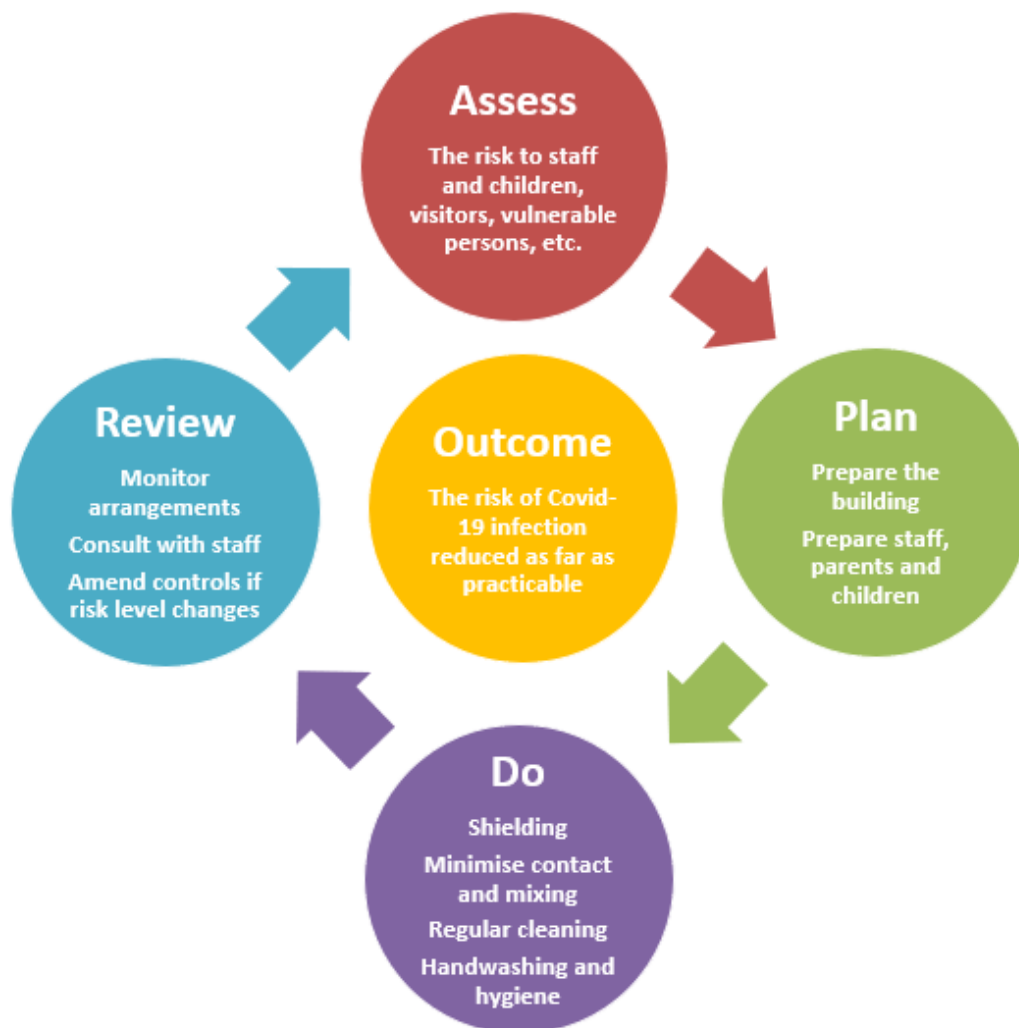 Assess
The risk to staff
and children,
visitors, vulnerable
persons, etc.
Plan
Prepare the
building
Prepare staff,
parents and
children
Do
Shielding
Minimise contact
and mixing
Regular cleaning
Handwashing and
hygiene
Review
Monitor
arrangements
Consult with staff
Amend controls if
risk level changes
Outcome
The risk of Covid-
19 infection
reduced as far as
practicable